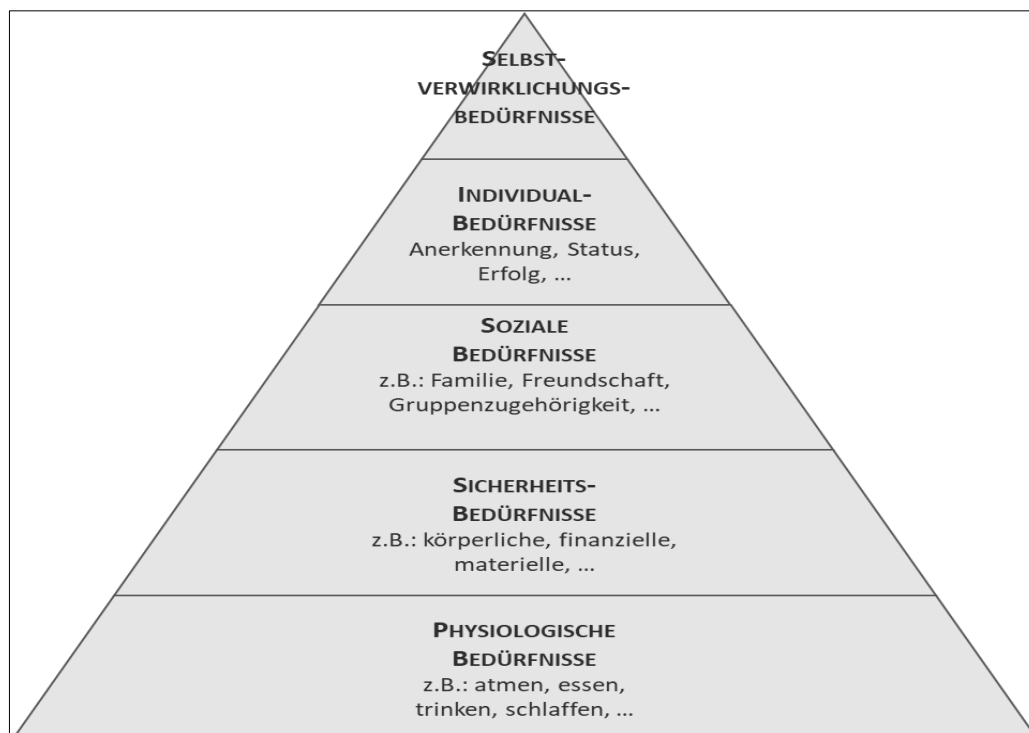 SELBST-
VERWIRKLICHUNGS-
BEDÜRFNISSE
INDIVIDUAL-
BEDÜRFNISSE
Anerkennung, Status,
Erfolg, ...
SOZIALE
BEDÜRFNISSE
z.B.: Familie, Freundschaft,
Gruppenzugehörigkeit, ...
SICHERHEITS-
BEDÜRFNISSE
z.B.: körperliche, finanzielle,
materielle, ...
PHYSIOLOGISCHE
BEDÜRFNISSE
z.B.: atmen, essen,
trinken, schlaffen, ...